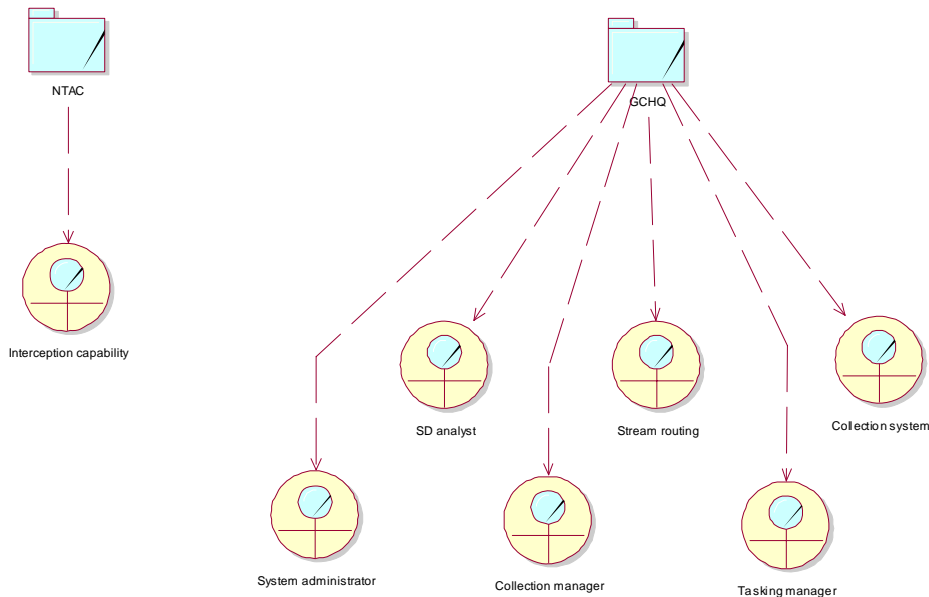 NTAC
GCHQ
Interception capability
SD analyst
Stream routing
Collection system
System administrator
Collection manager
Tasking manager